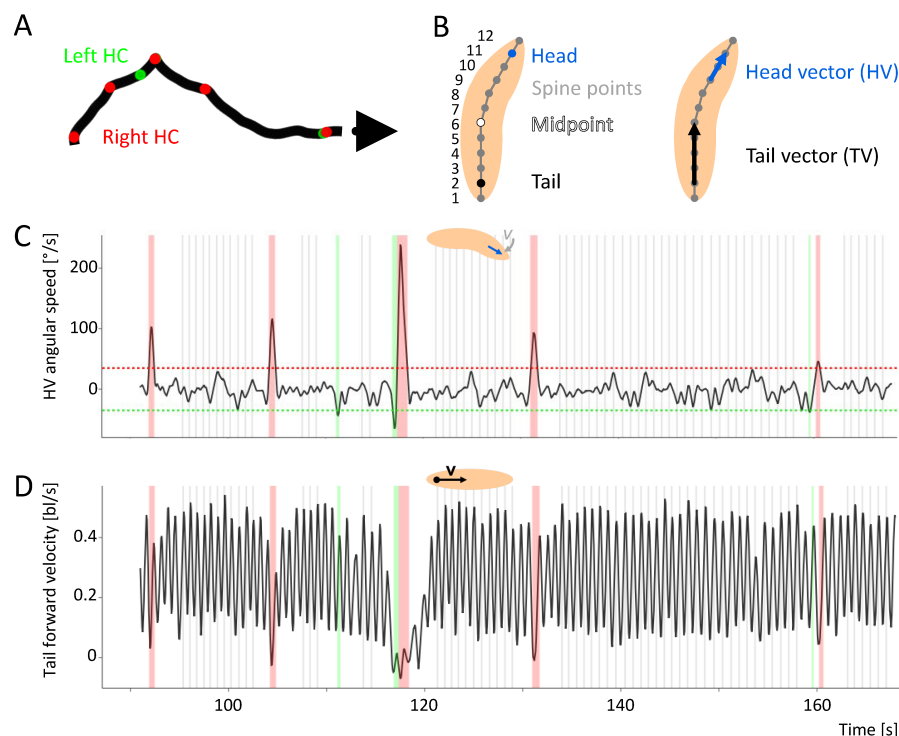 A
Left HC
Right HC
B
12
11
10
9
8
7
6
5
4
3
2
1
Head
Spine points
Midpoint
Tail
Head vector (HV)
Tail vector (TV)
C
HV angular speed [°/s]
200
100
0
V
D
Tail forward velocity [bl/s]
0.4
0.2
0
V
100
120
140
160
Time [s]